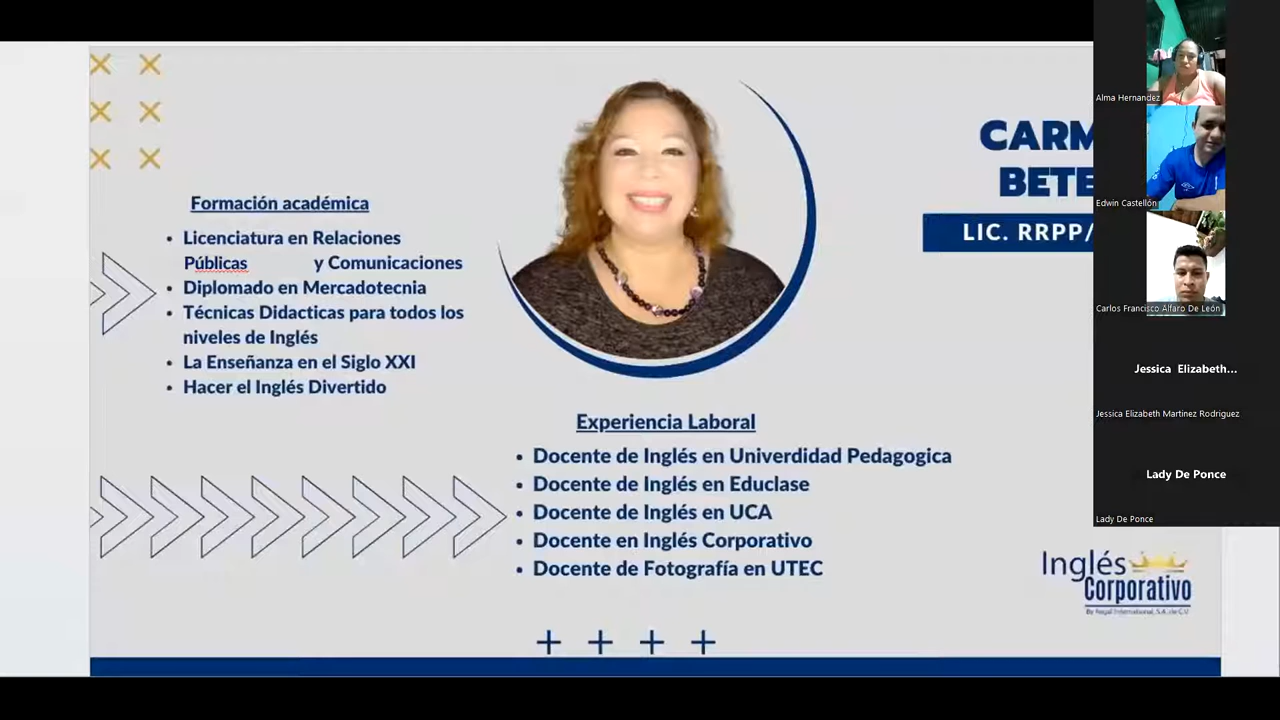 Formación académica
Licenciatura en Relaciones
Públicas y Comunicaciones
Diplomado en Mercadotecnia
Técnicas Didacticas para todos los
niveles de Inglés
La Enseñanza en el Siglo XXI
Hacer el Inglés Divertido
CARM
BETE
LIC. RRPP/
Experiencia Laboral
Docente de Inglés en Univerdidad Pedagogica
Docente de Inglés en Educlase
Docente de Inglés en UCA
Docente en Inglés Corporativo
Docente de Fotografía en UTEC
Inglés
Corporativo
By Regal International, S.A. de C.V.
Alma Hernandez
Edwin Castellón
Carlos Francisco Alfaro De León
Jessica Elizabeth...
Jessica Elizabeth Martinez Rodriguez
Lady De Ponce
Lady De Ponce